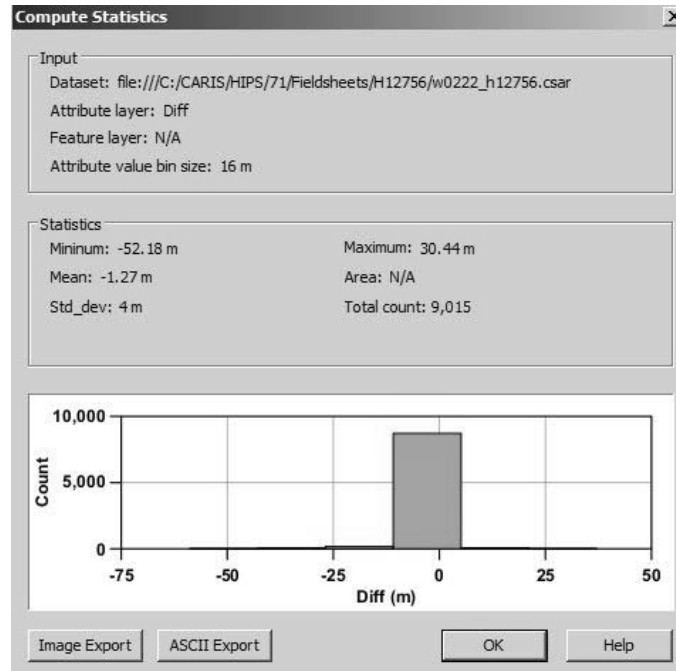 Compute Statistics
Input
Dataset: file:///C:/CARIS/HIPS/71/Fieldsheets/H12756/w0222_h12756.csar
Attribute layer: Diff
Feature layer: N/A
Attribute value bin size: 16 m
Statistics
Mininum: -52.18 m Maximum: 30.44 m
Mean: -1.27 m Area: N/A
Std_dev: 4 m Total count: 9,015
10,000
5,000
0
Count
-75 -50 -25 0 25 50
Diff (m)
Image Export ASCII Export OK Help